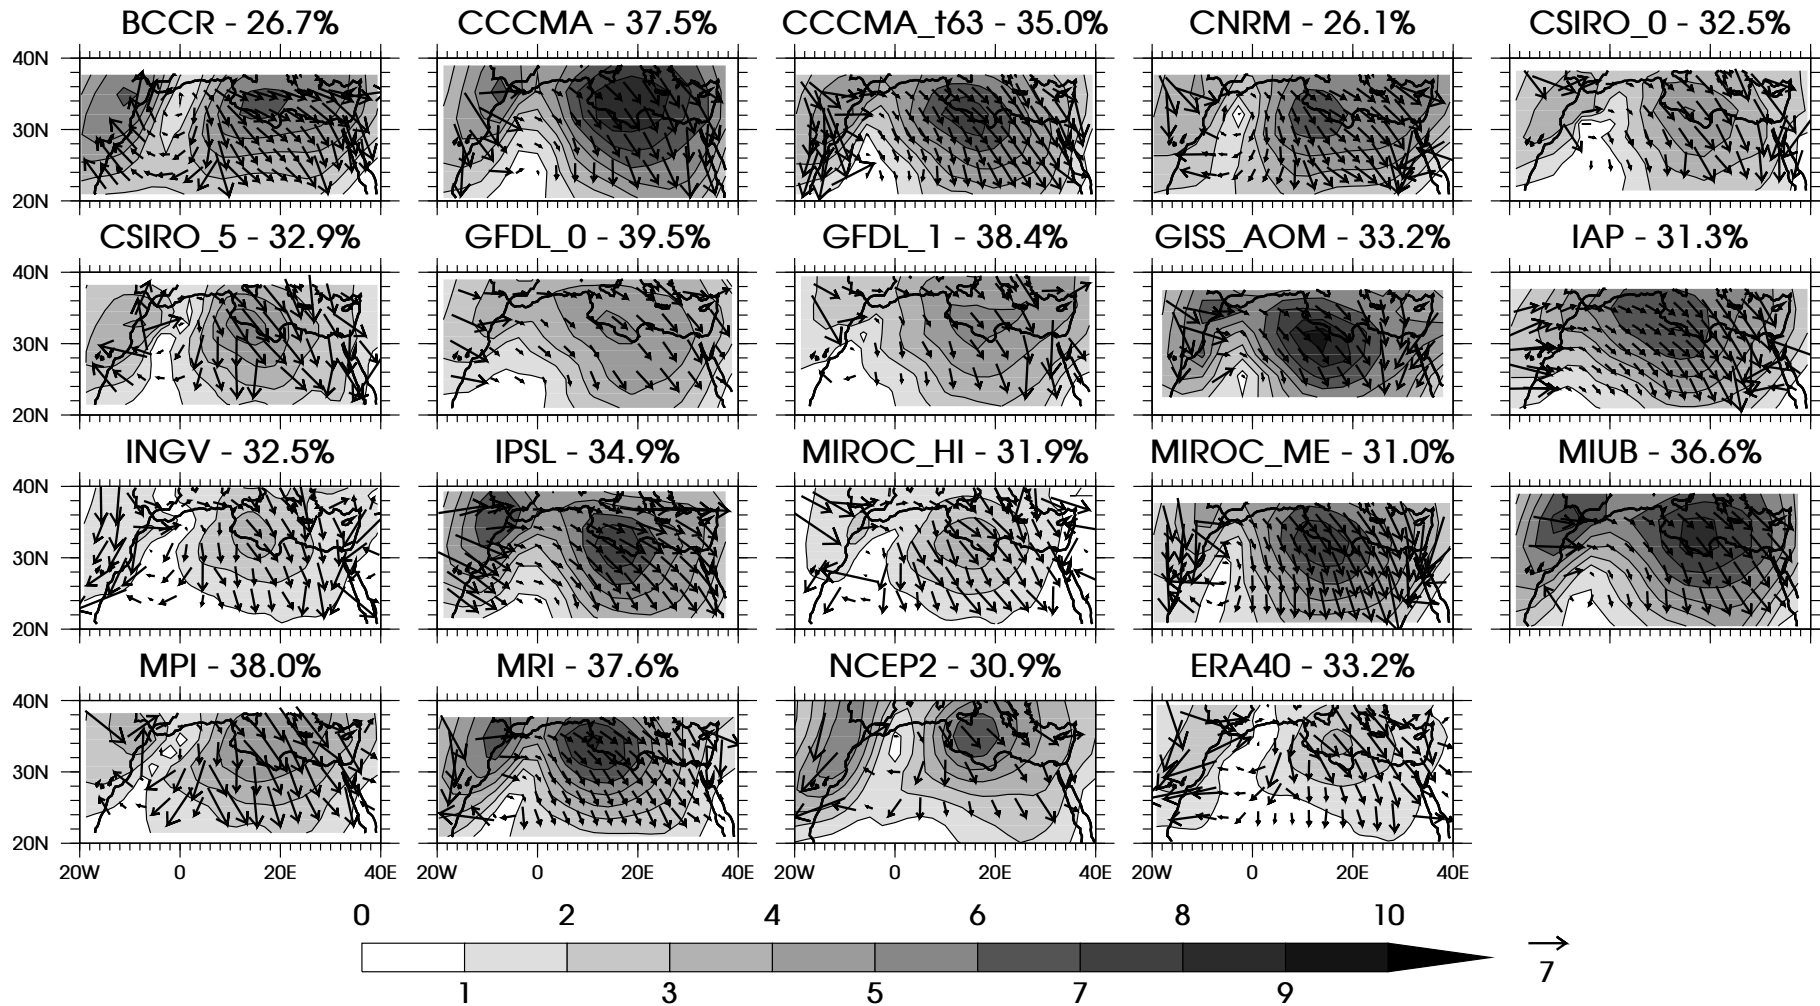 BCCR - 26.7% CCCMA - 37.5% CCCMA_t63 - 35.0% CNRM - 26.1% CSIRO_0 - 32.5%
40N
30N
20N
CSIRO_5 - 32.9% GFDL_0 - 39.5% GFDL_1 - 38.4% GISS_AOM - 33.2% IAP - 31.3%
40N
30N
20N
INGV - 32.5% IPSL - 34.9% MIROC_HI - 31.9% MIROC_ME - 31.0% MIUB - 36.6%
40N
30N
20N
MPI - 38.0% MRI - 37.6% NCEP2 - 30.9% ERA40 - 33.2%
40N
30N
20N
20W 0 20E 40E 0 20E 40E 20W 0 20E 40E 20W 0 20E 40E
0 2 4 6 8 10
1 3 5 7 9
7